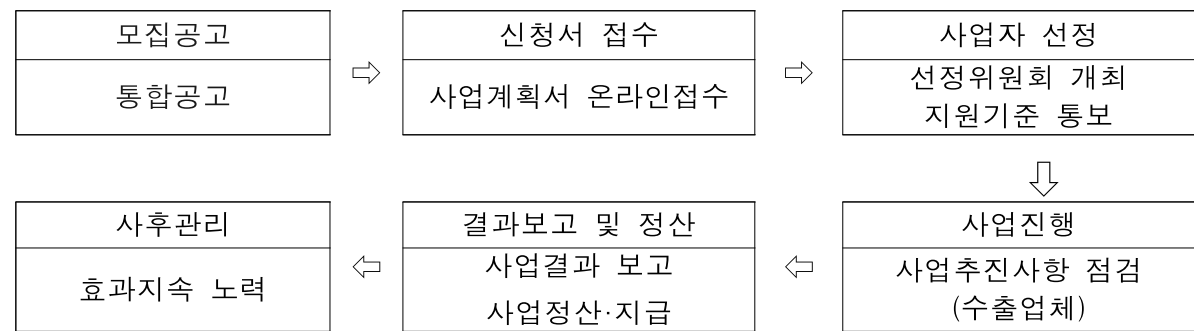 모집공고
통합공고
신청서 접수
사업계획서 온라인접수
사업자 선정
선정위원회 개최
지원기준 통보
사업진행
사업추진사항 점검
(수출업체)
결과보고 및 정산
사업결과 보고
사업정산·지급
사후관리
효과지속 노력